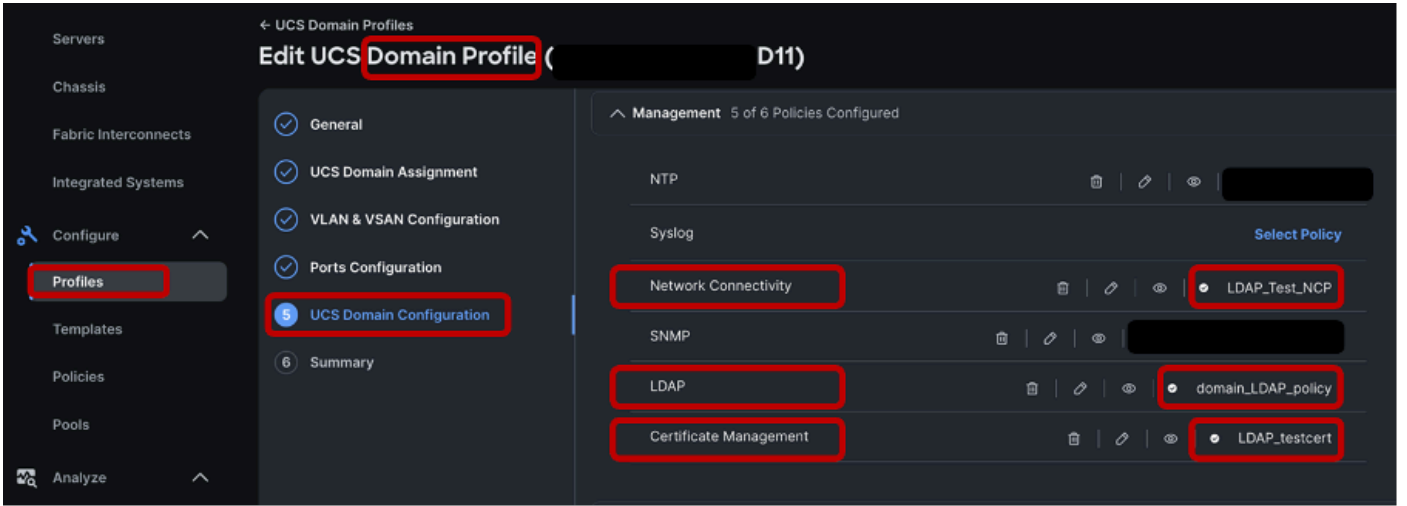 Servers
Chassis
Fabric Interconnects
Integrated Systems
Configure
Profiles
Templates
Policies
Pools
Analyze
← UCS Domain Profiles
Edit UCS Domain Profile ( D11)
General
UCS Domain Assignment
VLAN & VSAN Configuration
Ports Configuration
5 UCS Domain Configuration
6 Summary
Management 5 of 6 Policies Configured
NTP
Syslog Select Policy
Network Connectivity LDAP_Test_NCP
SNMP
LDAP domain_LDAP_policy
Certificate Management LDAP_testcert